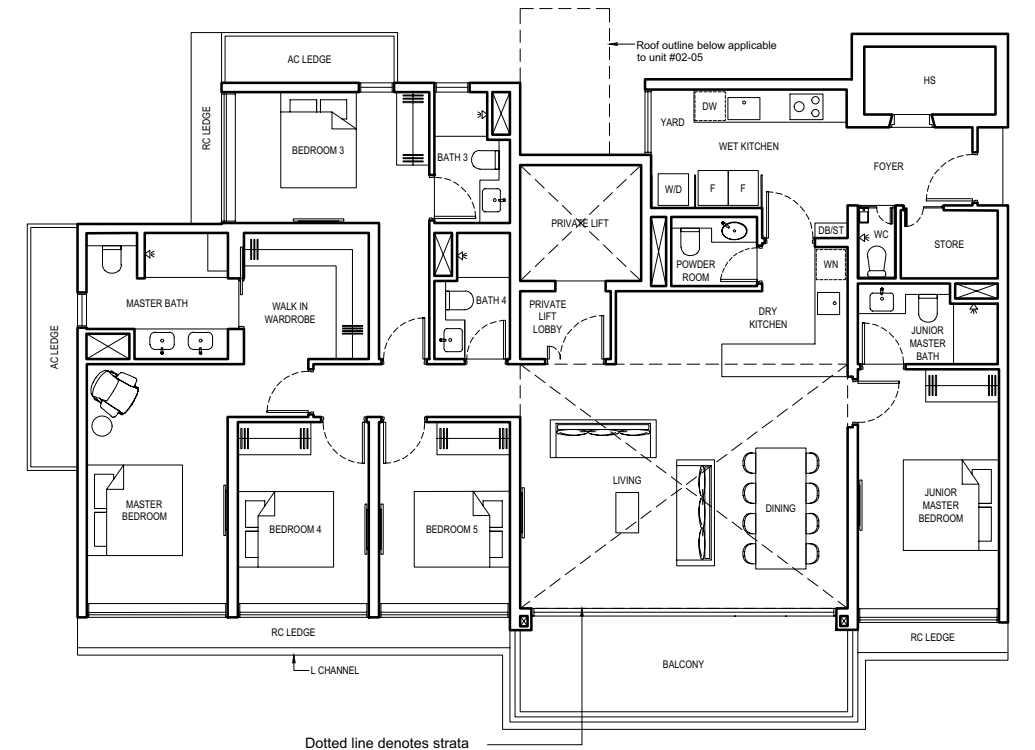 Roof outline below applicable
to unit #02-05
AC LEDGE
HS
RC LEDGE
DW
YARD
BEDROOM 3
WET KITCHEN
BATH 3
FOYER
W/D
F
F
PRIVATE LIFT
DB/ST
WC
STORE
POWDER
ROOM
WN
MASTER BATH
WALK IN
WARDROBE
BATH 4
PRIVATE
LIFT
LOBBY
DRY
KITCHEN
JUNIOR
MASTER
BATH
AC LEDGE
LIVING
MASTER
BEDROOM
BEDROOM 4
BEDROOM 5
DINING
JUNIOR
MASTER
BEDROOM
RC LEDGE
RC LEDGE
BALCONY
L CHANNEL
Dotted line denotes strata